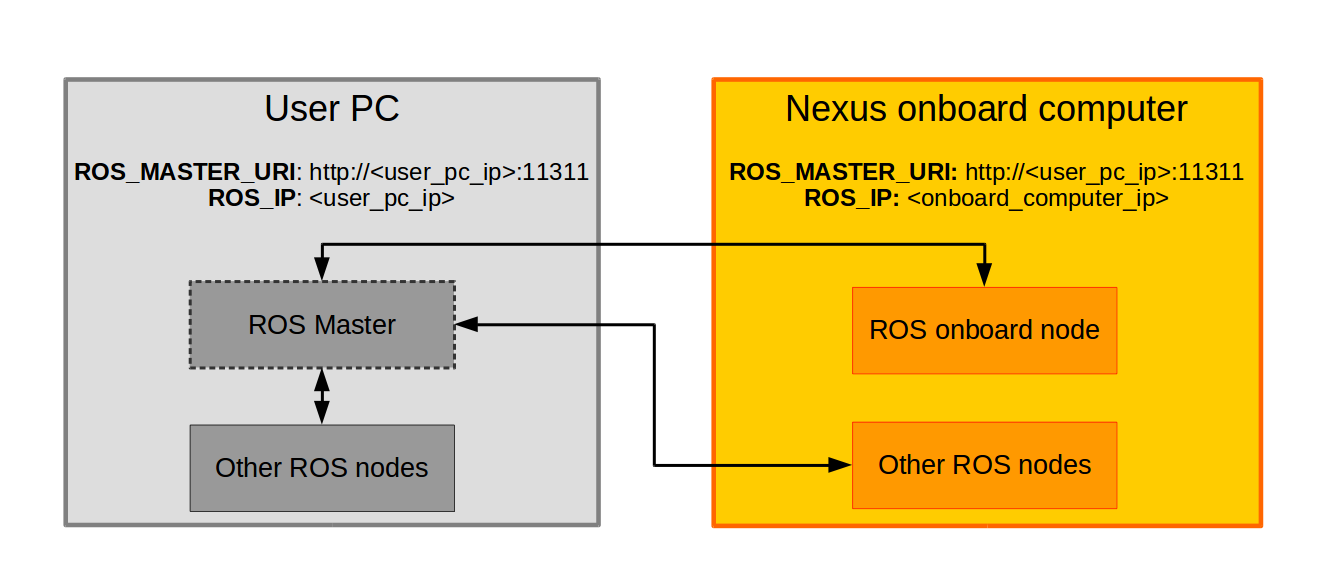 User PC
ROS_MASTER_URI: http://<user_pc_ip>:11311
ROS_IP: <user_pc_ip>
ROS Master
Other ROS nodes
Nexus onboard computer
ROS_MASTER_URI: http://<user_pc_ip>:11311
ROS_IP: <onboard_computer_ip>
ROS onboard node
Other ROS nodes